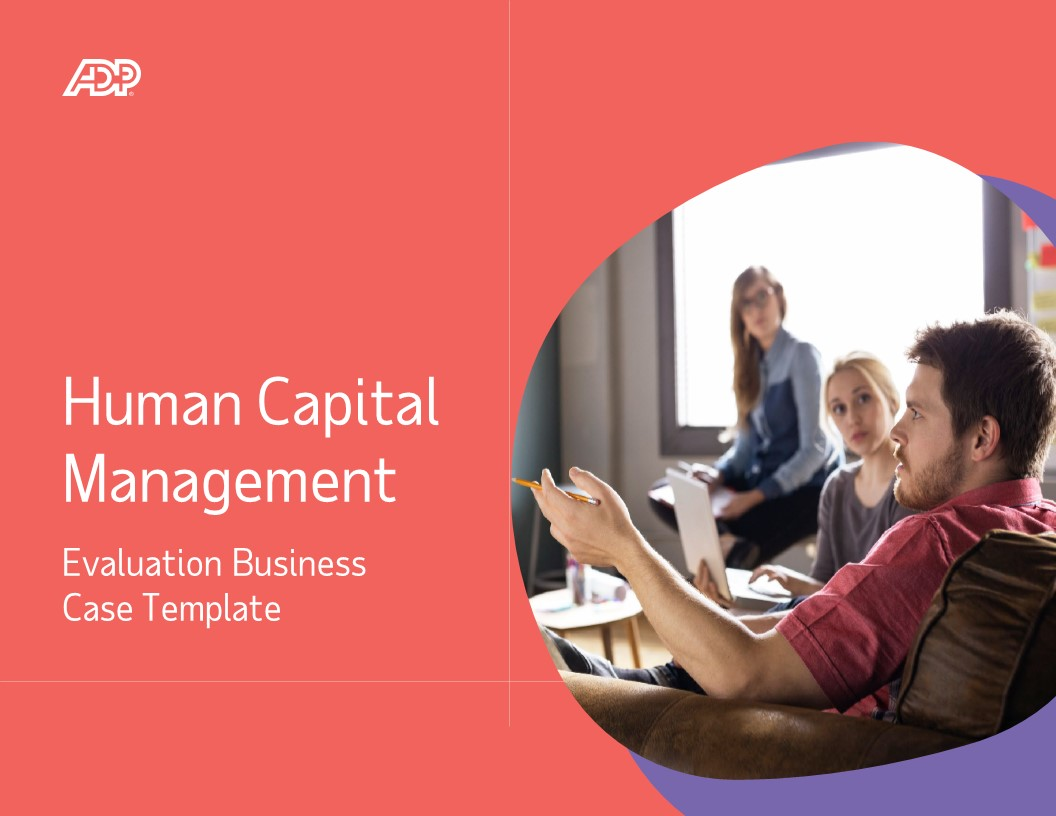 ADP
Human Capital
Management
Evaluation Business
Case Template